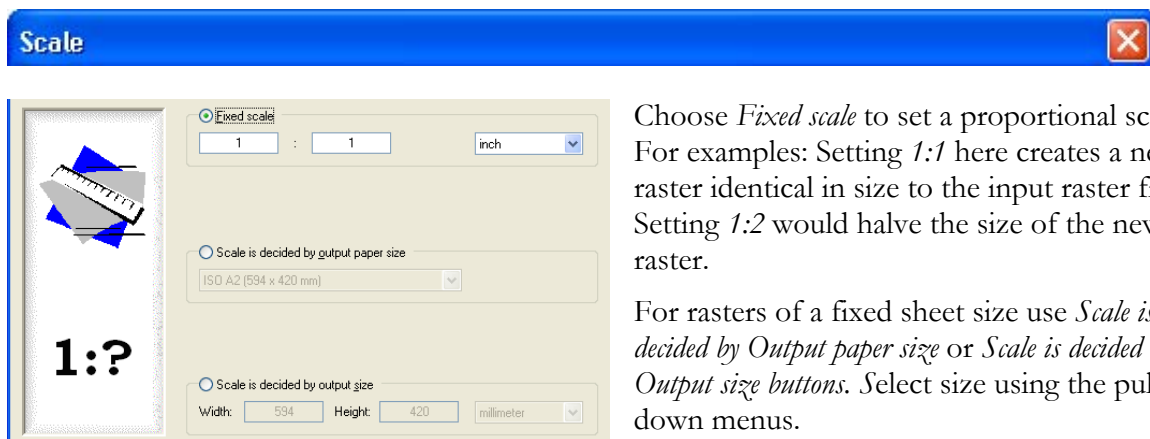 Scale
Fixed scale
1 : 1 inch
Scale is decided by output paper size
ISO A2 (594 x 420 mm)
1:?
Scale is decided by output size
Width: 594 Height: 420 millimeter
Choose Fixed scale to set a proportional
For examples: Setting 1:1 here creates a
raster identical in size to the input raster
Setting 1:2 would halve the size of the new
raster.
For rasters of a fixed sheet size use Scale is
decided by Output paper size or Scale is decided
Output size buttons. Select size using the
down menus.